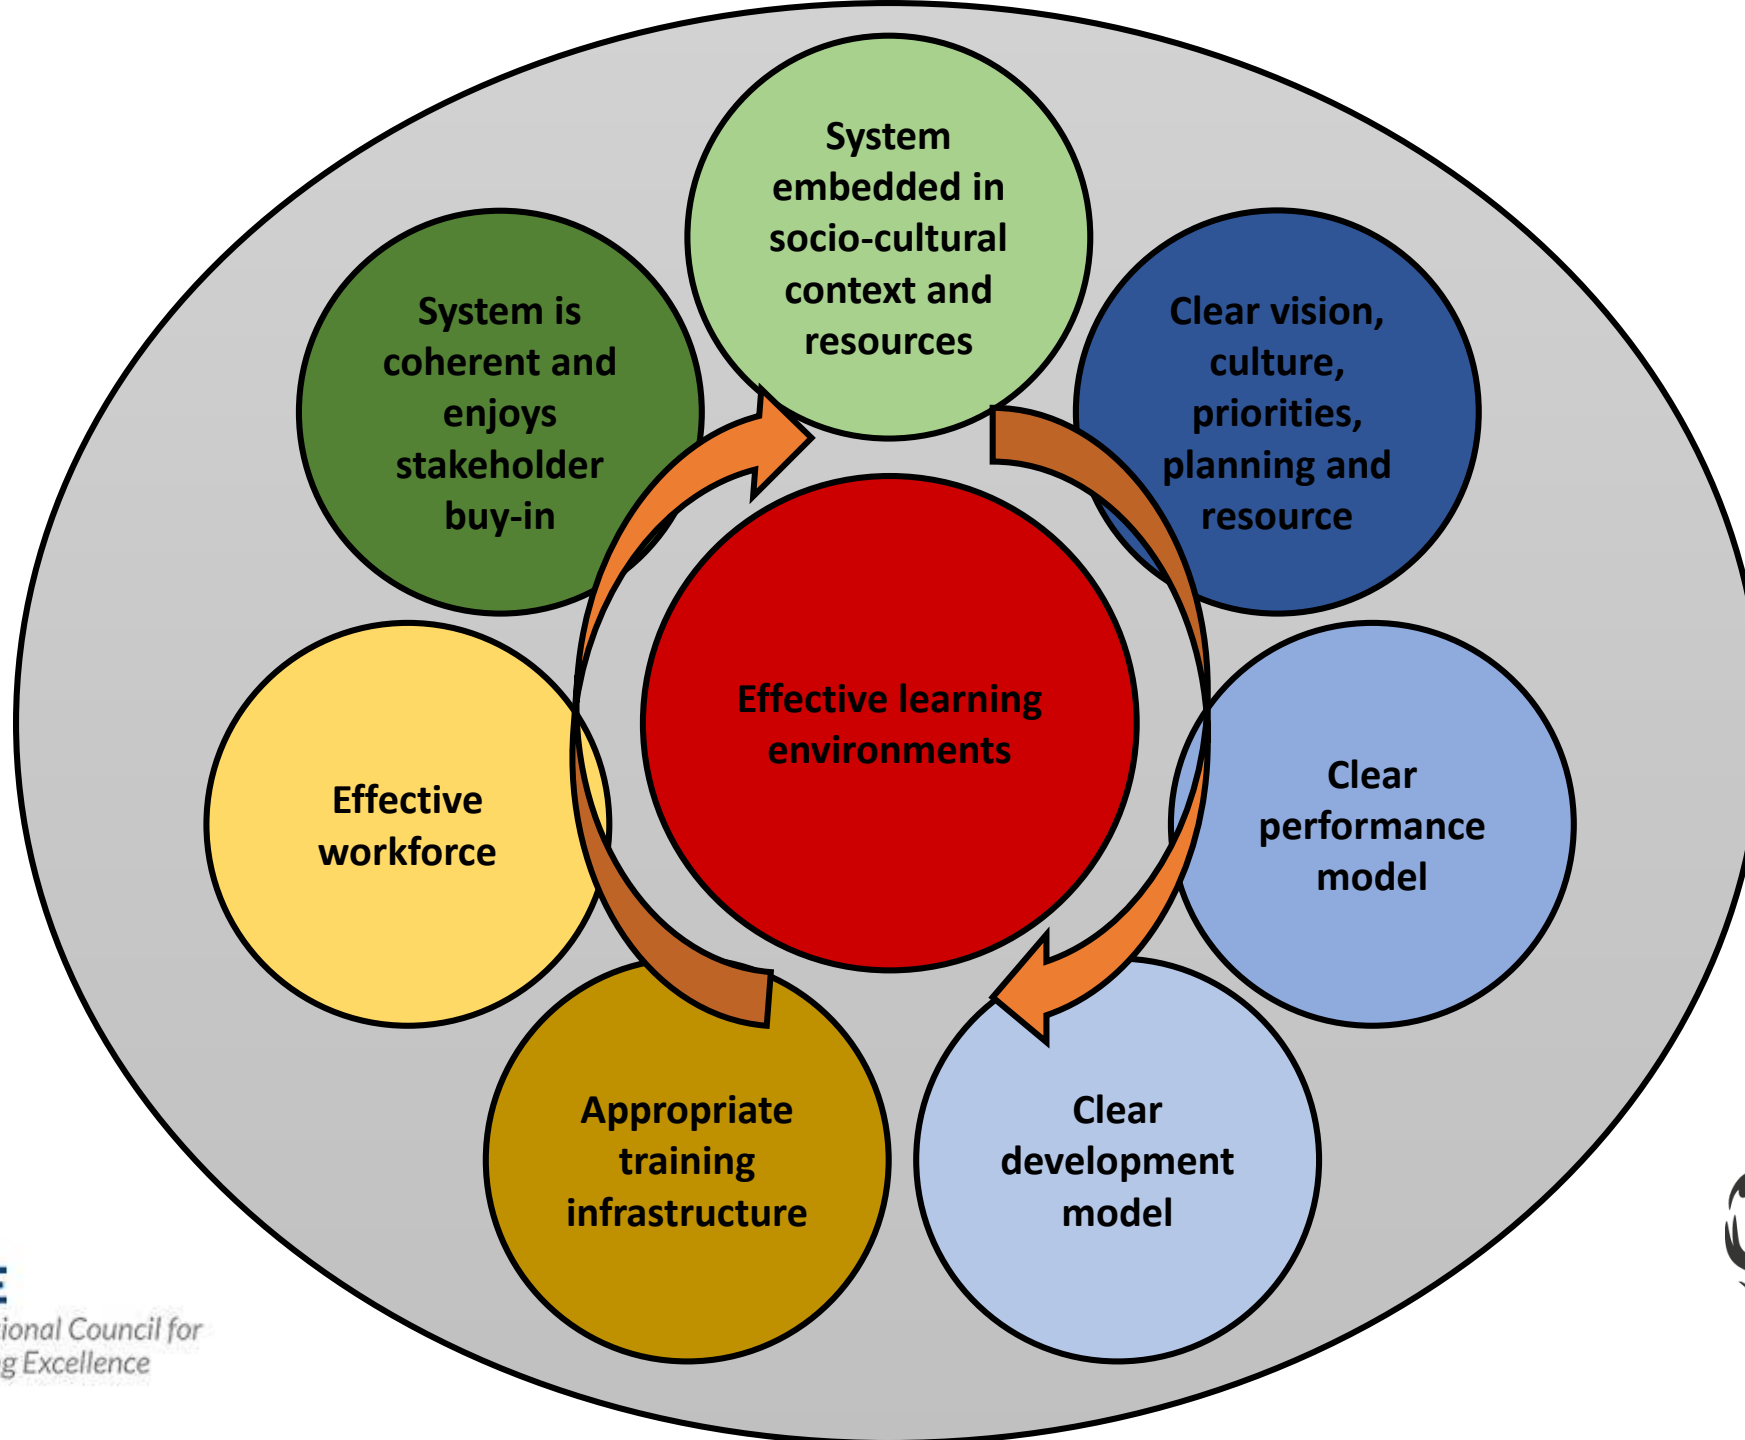 System
embedded in
socio-cultural
context and
resources
Clear vision,
culture,
priorities,
planning and
resource
Clear
performance
model
Clear
development
model
Appropriate
training
infrastructure
Effective
workforce
System is
coherent and
enjoys
stakeholder
buy-in
Effective learning
environments
E
ional Council for
g Excellence